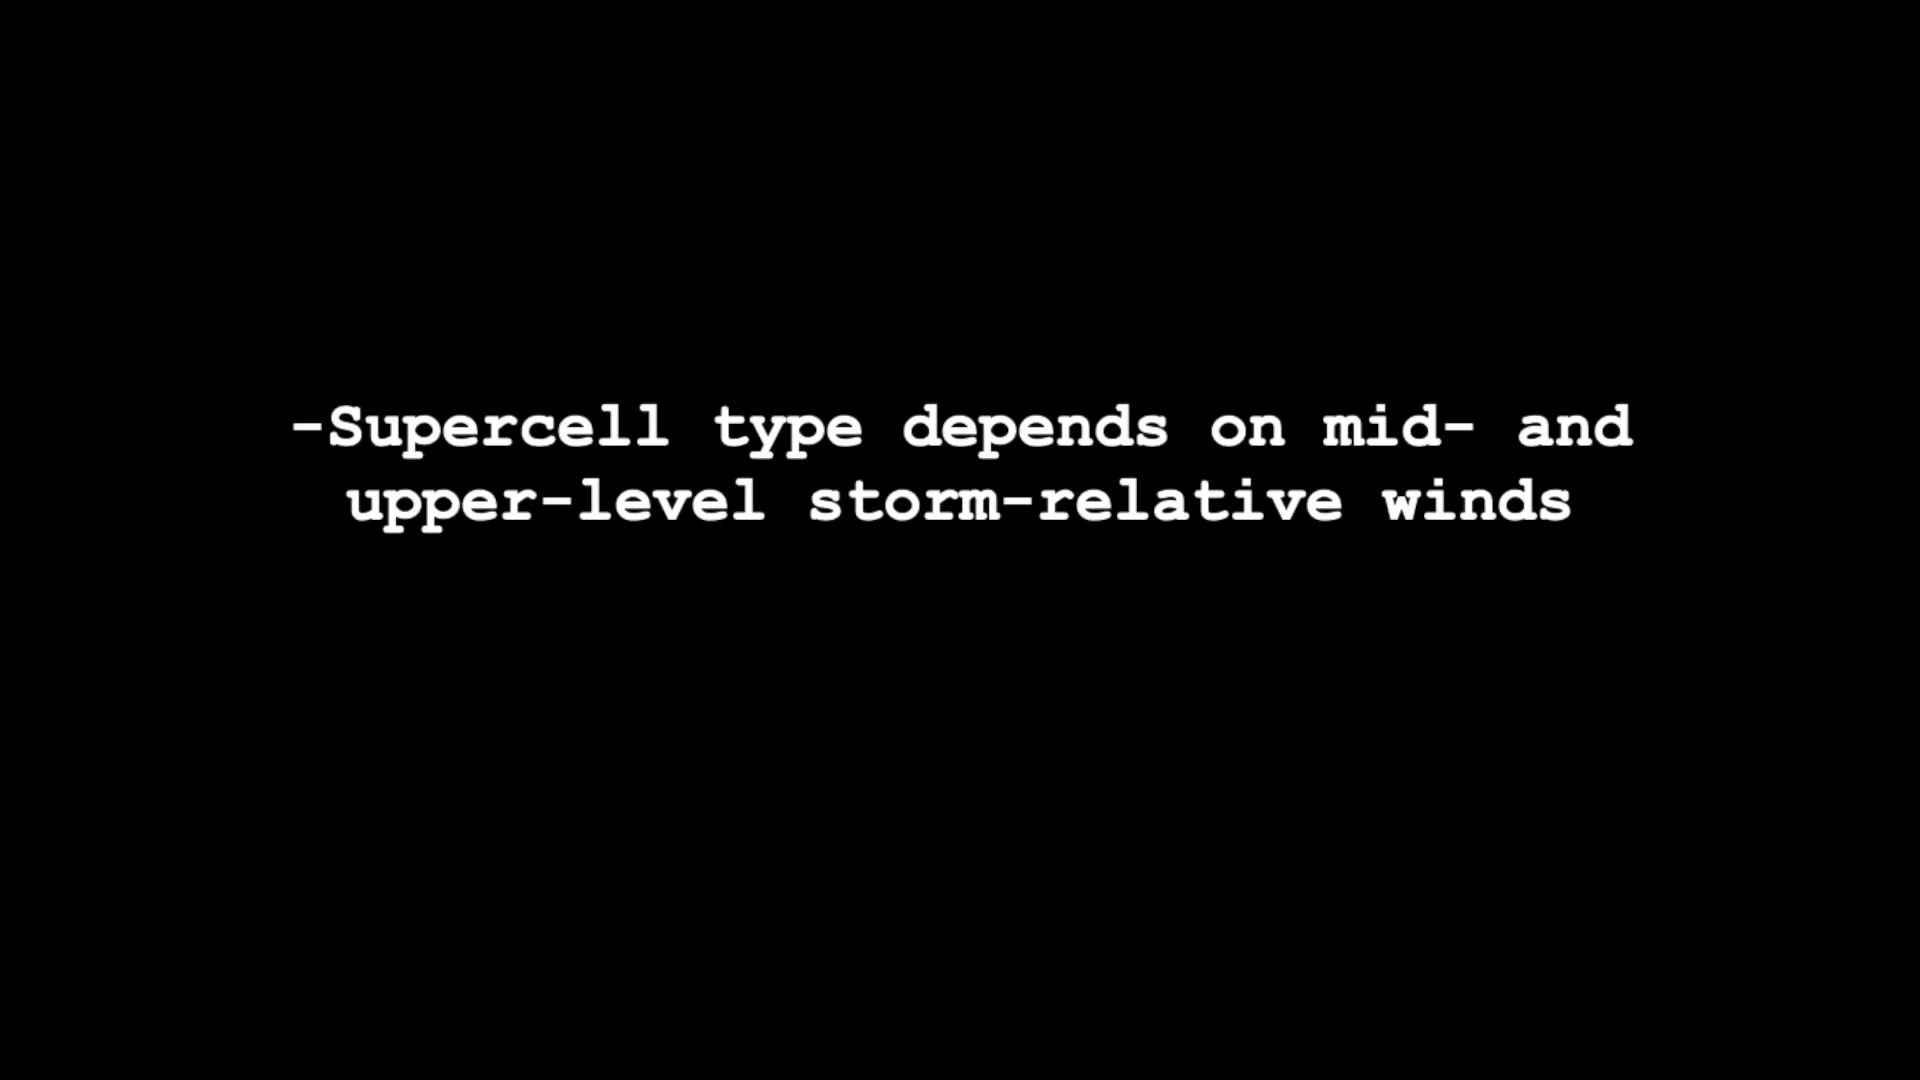 -Supercell type depends on mid- and
upper-level storm-relative winds